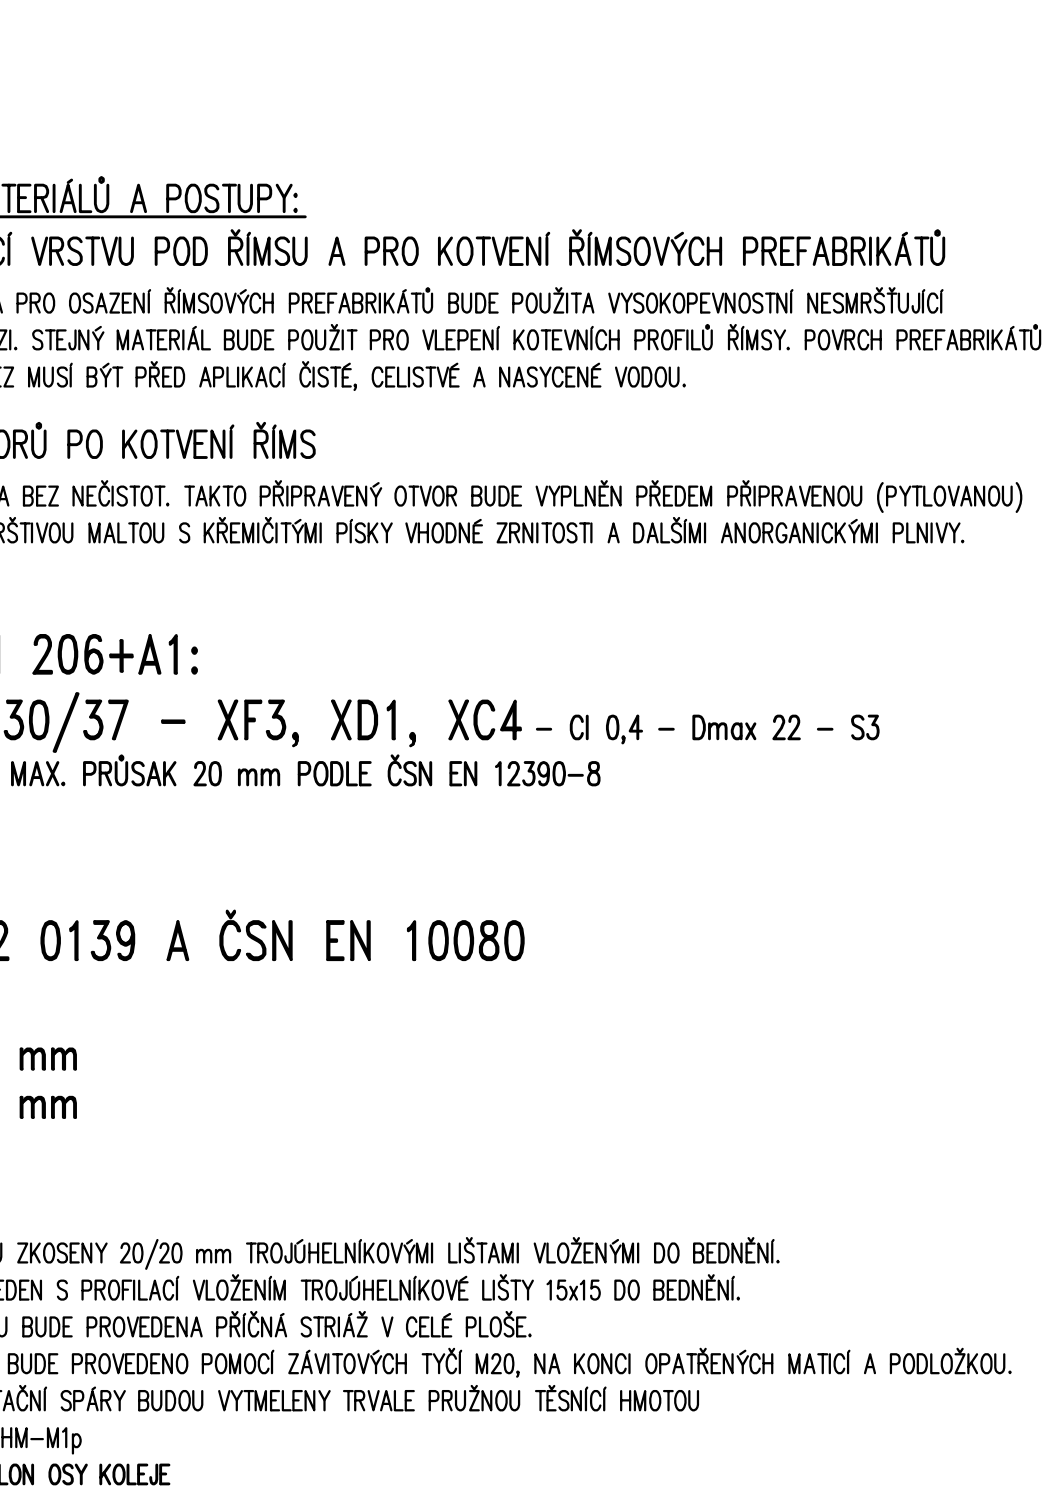 TERIÁLŮ A POSTUPY:
CÍ VRSTVU POD ŘÍMSU A PRO KOTVENÍ ŘÍMSOVÝCH PREFABRIKÁTŮ
A PRO OSAZENÍ ŘÍMSOVÝCH PREFABRIKÁTŮ BUDE POUŽITA VYSOKOPEVNOSTNÍ NESMRŠŤUJÍCÍ
ZI. STEJNÝ MATERIÁL BUDE POUŽIT PRO VLEPENÍ KOTEVNÍCH PROFILŮ ŘÍMSY. POVRCH PREFABRIKÁTŮ
EZ MUSÍ BÝT PŘED APLIKACÍ ČISTÉ, CELISTVÉ A NASYCENÉ VODOU.
ORŮ PO KOTVENÍ ŘÍMS
A BEZ NEČISTOT. TAKTO PŘIPRAVENÝ OTVOR BUDE VYPLNĚN PŘEDEM PŘIPRAVENOU (PYTLOVANOU)
RŠTIVOU MALTOU S KŘEMIČITÝMI PÍSKY VHODNÉ ZRNITOSTI A DALŠÍMI ANORGANICKÝMI PLNIVY.
206+A1:
30/37 – XF3, XD1, XC4 – Cl 0,4 – Dmax 22 – S3
MAX. PRŮSAK 20 mm PODLE ČSN EN 12390–8
2 0139 A ČSN EN 10080
mm
mm
U ZKOSENY 20/20 mm TROJÚHELNÍKOVÝMI LIŠTAMI VLOŽENÝMI DO BEDNĚNÍ.
EDEN S PROFILACÍ VLOŽENÍM TROJÚHELNÍKOVÉ LIŠTY 15x15 DO BEDNĚNÍ.
U BUDE PROVEDENA PŘÍČNÁ STRIÁŽ V CELÉ PLOŠE.
BUDE PROVEDENO POMOCÍ ZÁVITOVÝCH TYČÍ M20, NA KONCI OPATŘENÝCH MATICÍ A PODLOŽKOU.
TAČNÍ SPÁRY BUDOU VYTMELENY TRVALE PRUŽNOU TĚSNÍCÍ HMOTOU
HM–M1p
LON OSY KOLEJE